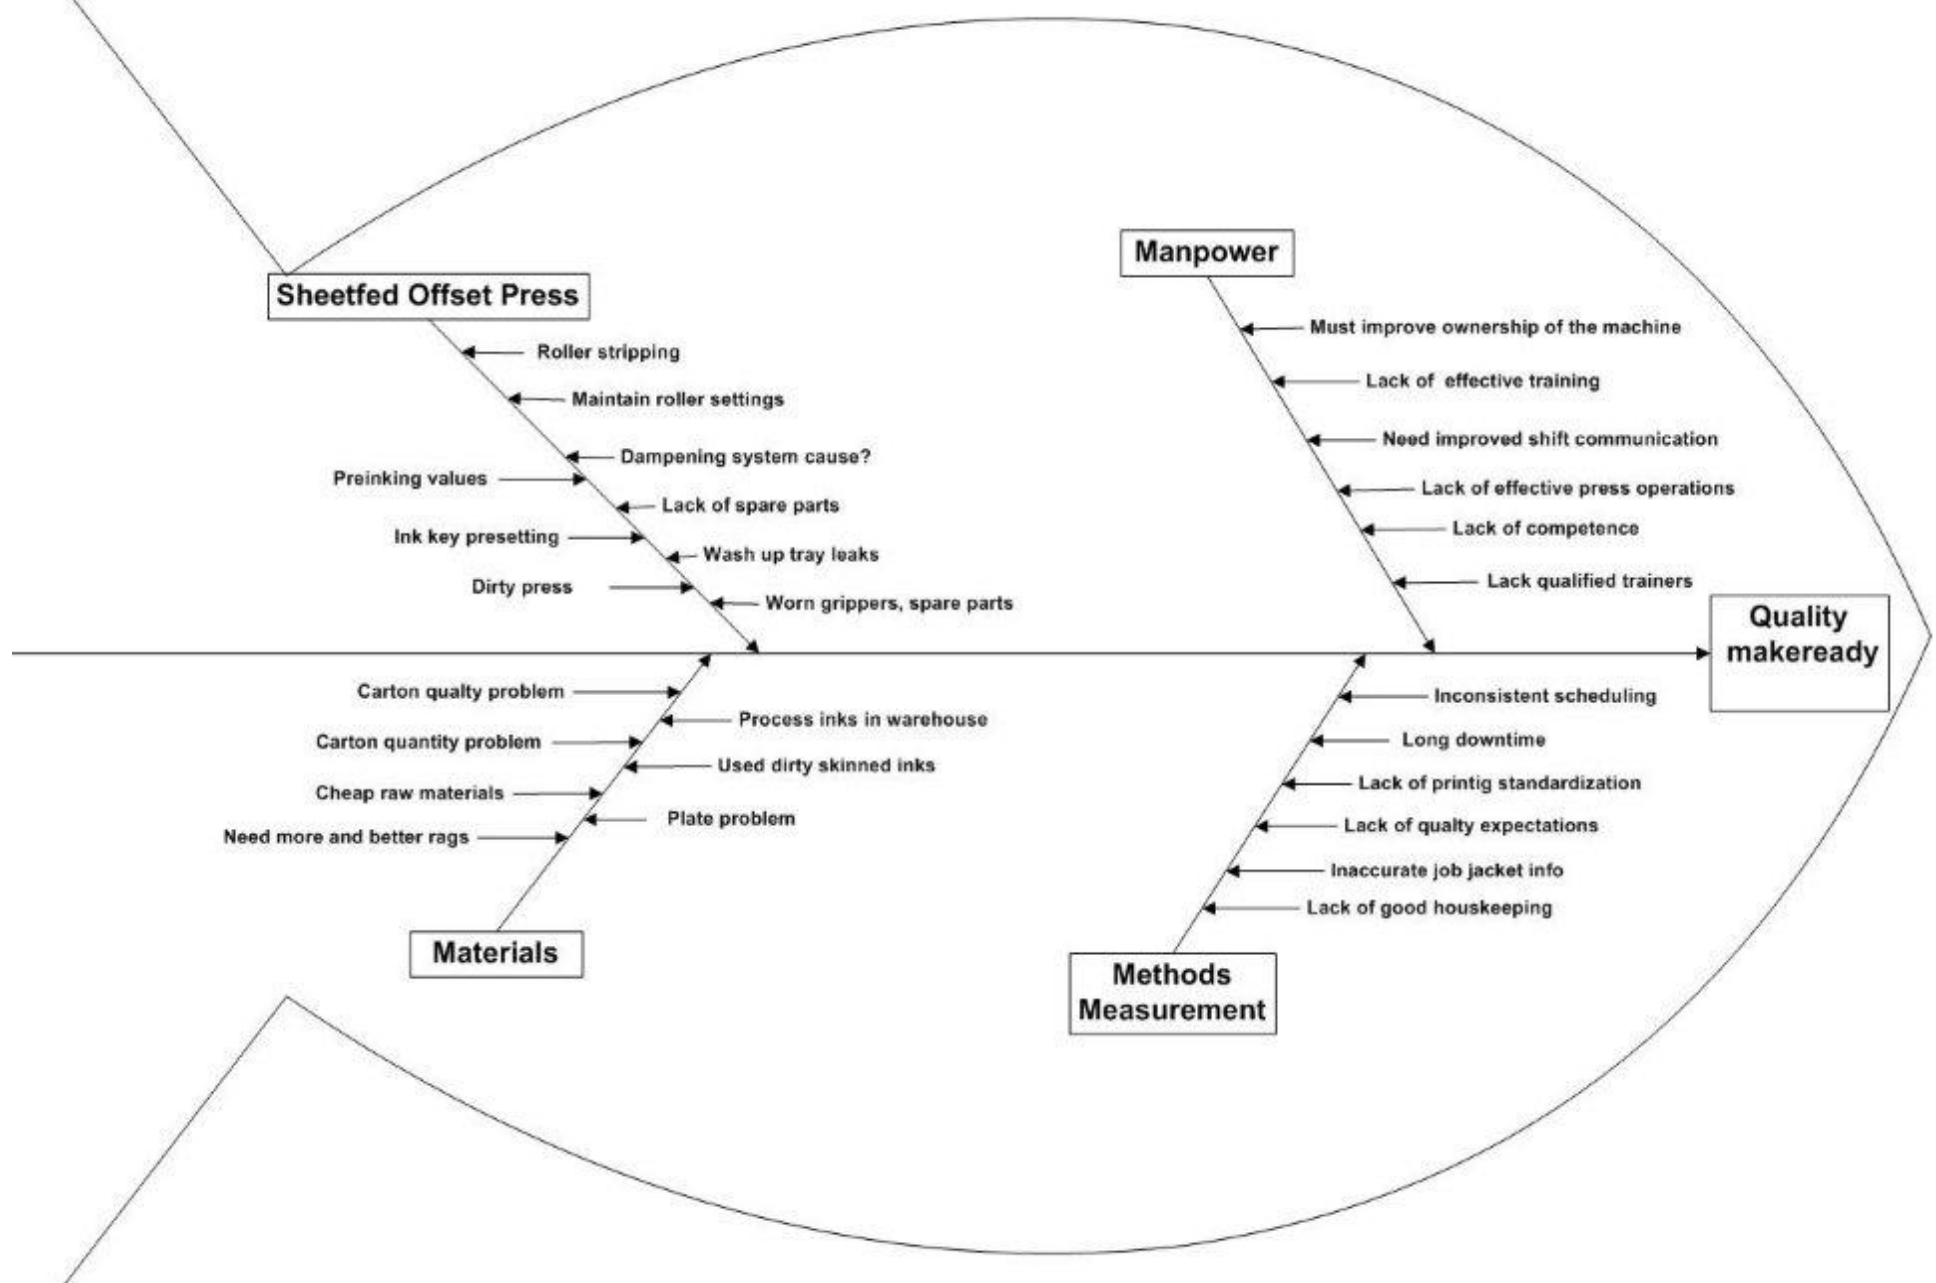 Manpower
Sheetfed Offset Press
Must improve ownership of the machine
Roller stripping
Lack of effective training
Maintain roller settings
Need improved shift communication
Dampening system cause?
Preinking values
Lack of effective press operations
Lack of spare parts
Lack of competence
Ink key presetting
Wash up tray leaks
Lack qualified trainers
Dirty press
Worn grippers, spare parts
Quality
makeready
Carton qualty problem
Inconsistent scheduling
Process inks in warehouse
Carton quantity problem
Long downtime
Used dirty skinned inks
Lack of printig standardization
Cheap raw materials
Plate problem
Lack of qualty expectations
Need more and better rags
Inaccurate job jacket info
Lack of good houskeeping
Materials
Methods
Measurement